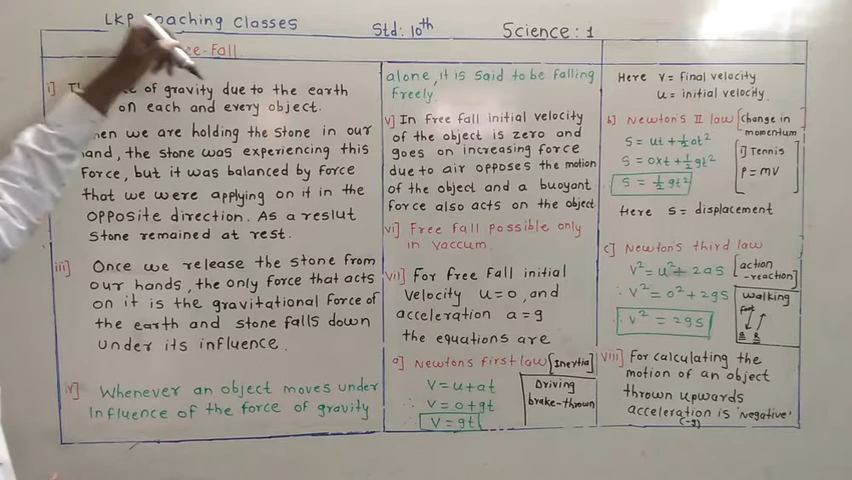 LKP Coaching Classes
Std: 10th
Science: 1
ee-Fall
i] Th e of gravity due to the earth
on each and every object.
hen we are holding the stone in our
hand, the stone was experiencing this
Force, but it was balanced by force
that we were applying on it in the
opposite direction. As a reslut
stone remained at rest.
iii] Once we release the stone from
our hands, the only force that acts
on it is the gravitational force of
the earth and stone falls down
under its influence.
iv] Whenever an object moves under
Influence of the force of gravity
alone, it is said to be falling
freely.
v] In free fall initial velocity
of the object is zero and
goes on increasing force
due to air opposes the motion
of the object and a buoyant
force also acts on the object
vi] Free fall possible only
in vaccum.
vii] For free fall initial
velocity u=0, and
acceleration a=g
the equations are
a] Newton's first law [Inertia]
V = u+at
∴ V = 0+gt
∴ V = gt
Driving
brake-thrown
Here v= final velocity
u = initial velocity
b] Newton's II law [Change in
momentum
S = ut + ½at²
S = 0xt + ½gt²
S = ½gt²
i] Tennis
P = mv
Here s = displacement
c] Newton's third law
[action
-reaction]
V² = u² + 2as
∴ V² = 0² + 2gs
∴ V² = 2gs
walking
Foot
viii] For calculating the
motion of an object
thrown upwards
acceleration is 'negative'
(-g)